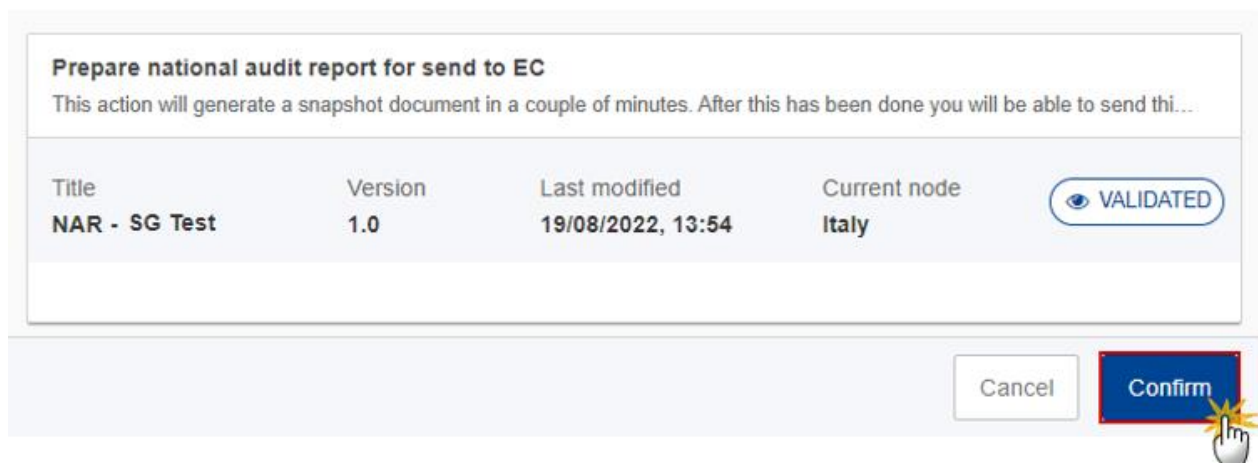 Prepare national audit report for send to EC
This action will generate a snapshot document in a couple of minutes. After this has been done you will be able to send thi...
Title Version Last modified Current node
VALIDATED
NAR - SG Test 1.0 19/08/2022, 13:54 Italy
Cancel Confirm